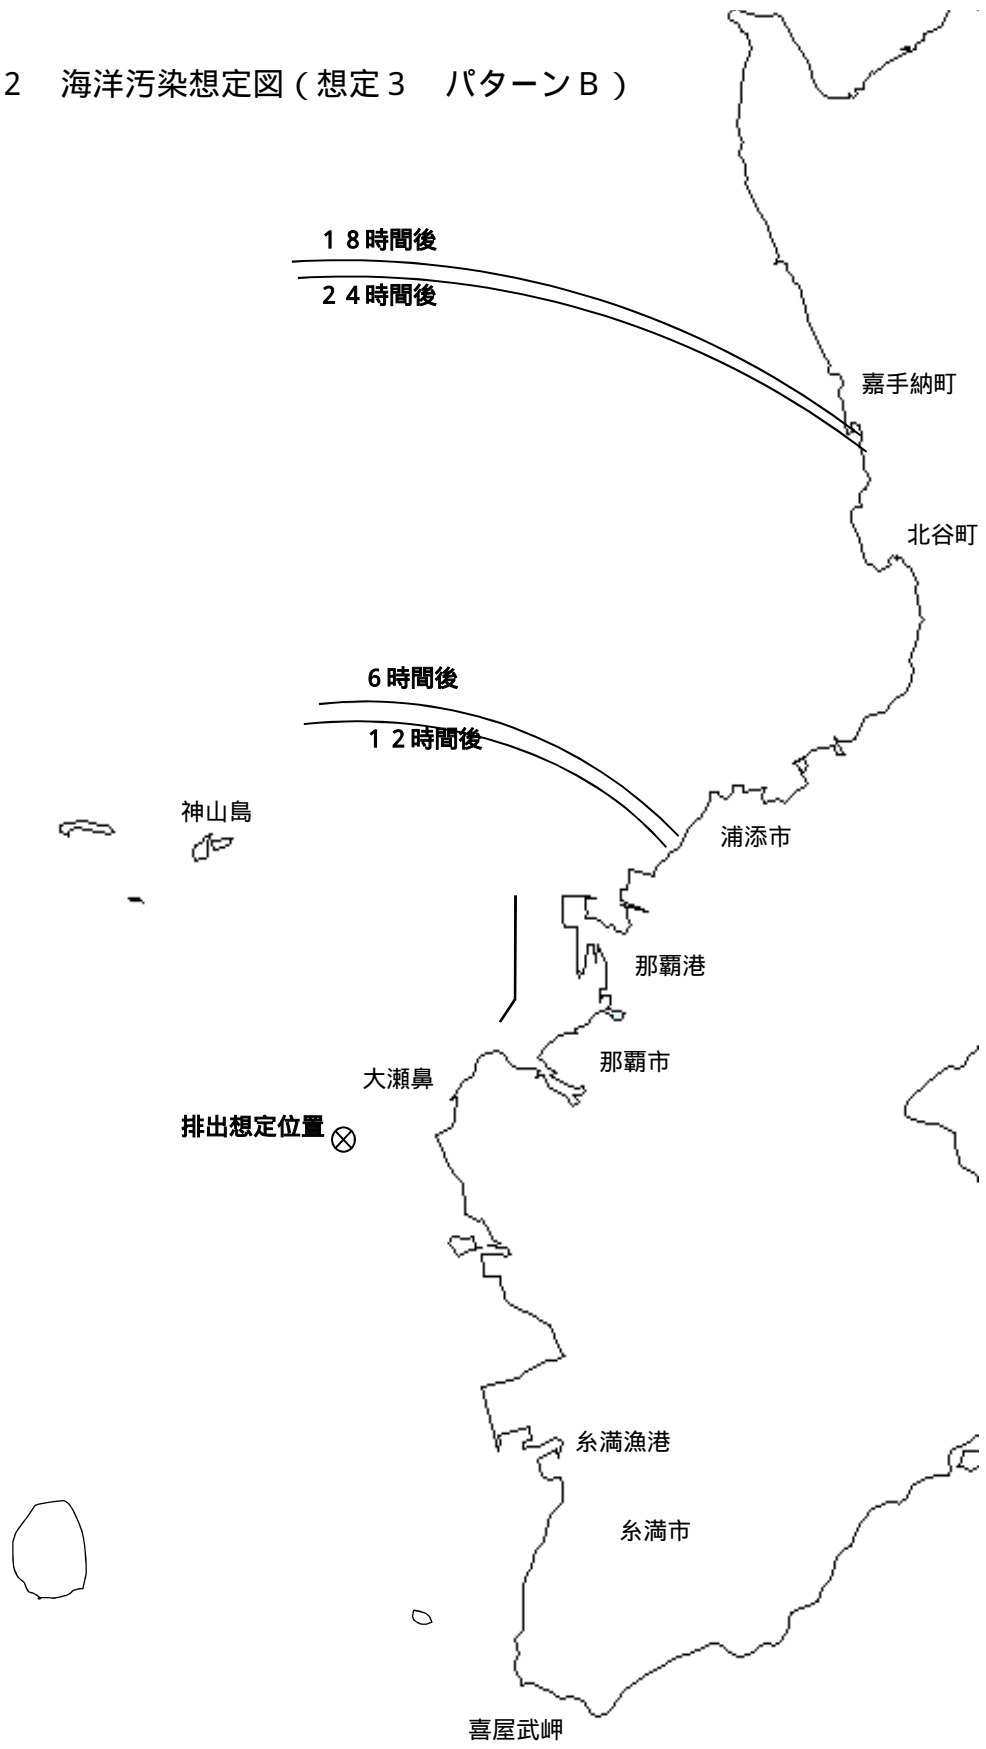 2　海洋汚染想定図（想定３　パターンＢ）
１８時間後
２４時間後
嘉手納町
北谷町
６時間後
１２時間後
神山島
浦添市
那覇港
那覇市
大瀬鼻
排出想定位置
糸満漁港
糸満市
喜屋武岬